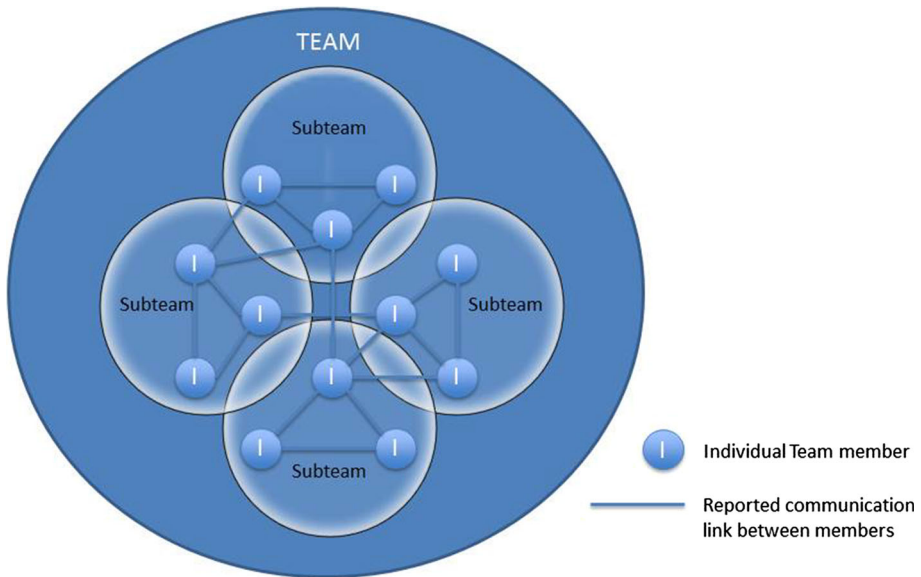 TEAM
Subteam
I
I
I
I
I
Subteam
Subteam
I
I
I
I
I
I
I
Subteam
I Individual Team member
Reported communication
link between members